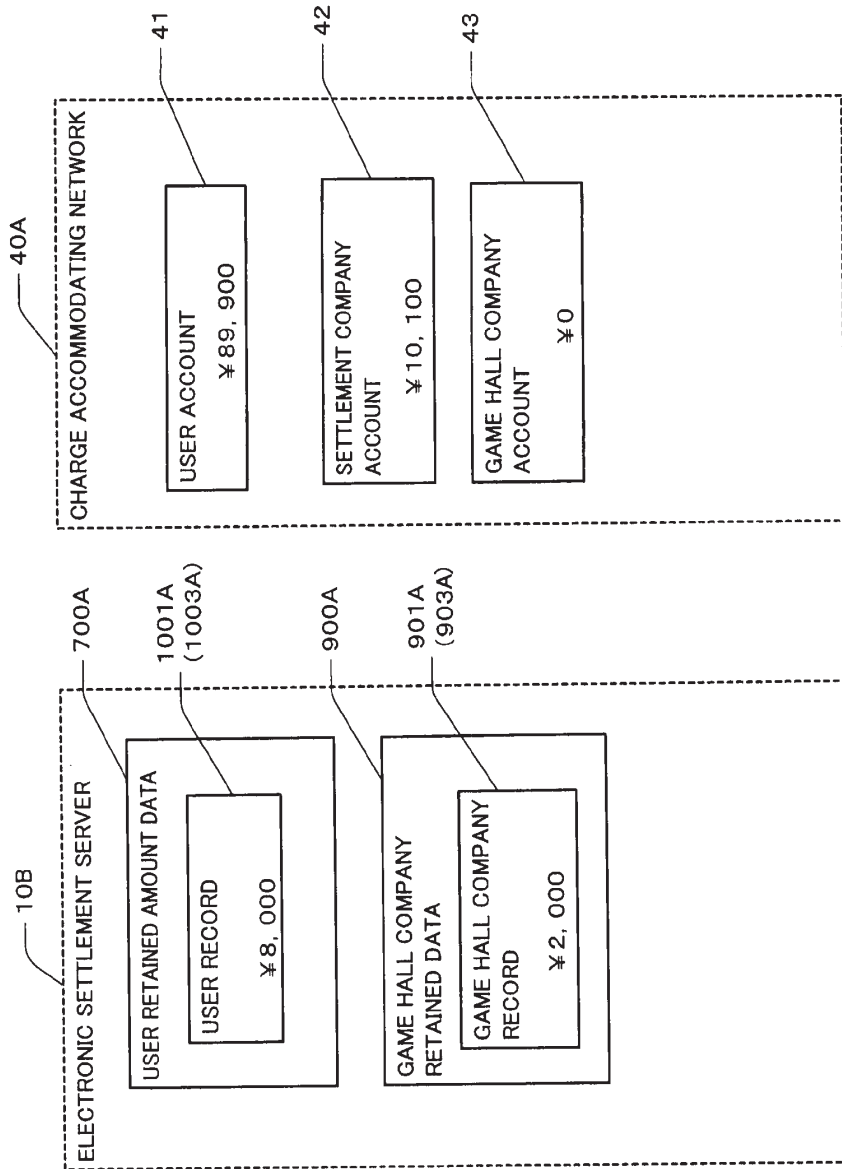 10B
ELECTRONIC SETTLEMENT SERVER
700A
USER RETAINED AMOUNT DATA
1001A
(1003A)
USER RECORD
¥8, 000
900A
GAME HALL COMPANY
RETAINED DATA
901A
(903A)
GAME HALL COMPANY
RECORD
¥2, 000
40A
CHARGE ACCOMMODATING NETWORK
41
USER ACCOUNT
¥89, 900
42
SETTLEMENT COMPANY
ACCOUNT
¥10, 100
43
GAME HALL COMPANY
ACCOUNT
¥0